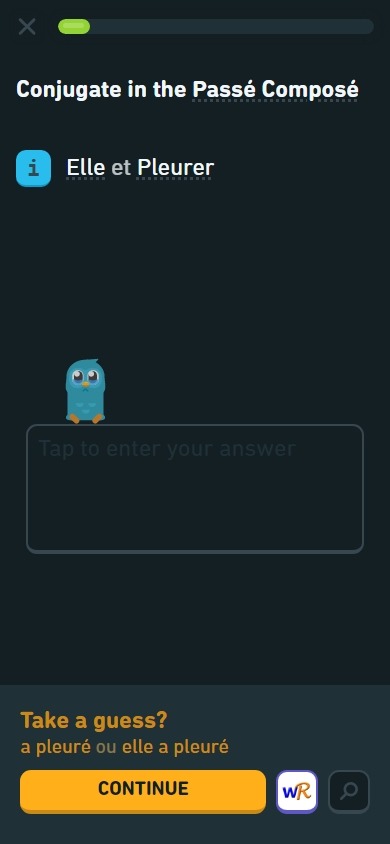 Conjugate in the Passé Composé
i Elle et Pleurer
Tap to enter your answer
Take a guess?
a pleuré ou elle a pleuré
CONTINUE
wR